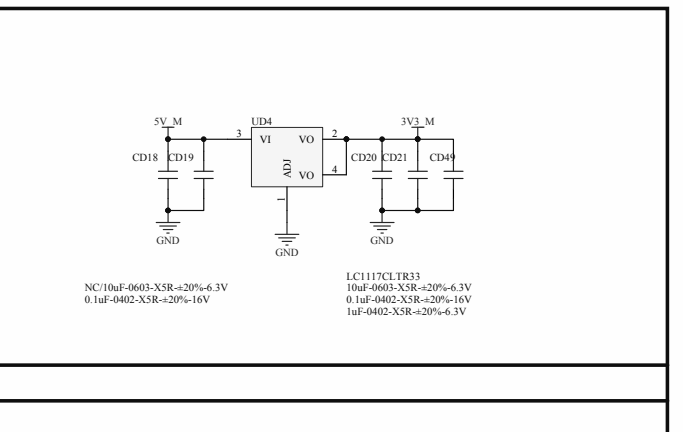 5V_M
UD4
3V3_M
3
VI
VO
2
CD18
CD19
ADJ
VO
4
CD20
CD21
CD49
1
GND
GND
GND
NC/10uF-0603-X5R-±20%-6.3V
0.1uF-0402-X5R-±20%-16V
LC1117CLTR33
10uF-0603-X5R-±20%-6.3V
0.1uF-0402-X5R-±20%-16V
1uF-0402-X5R-±20%-6.3V